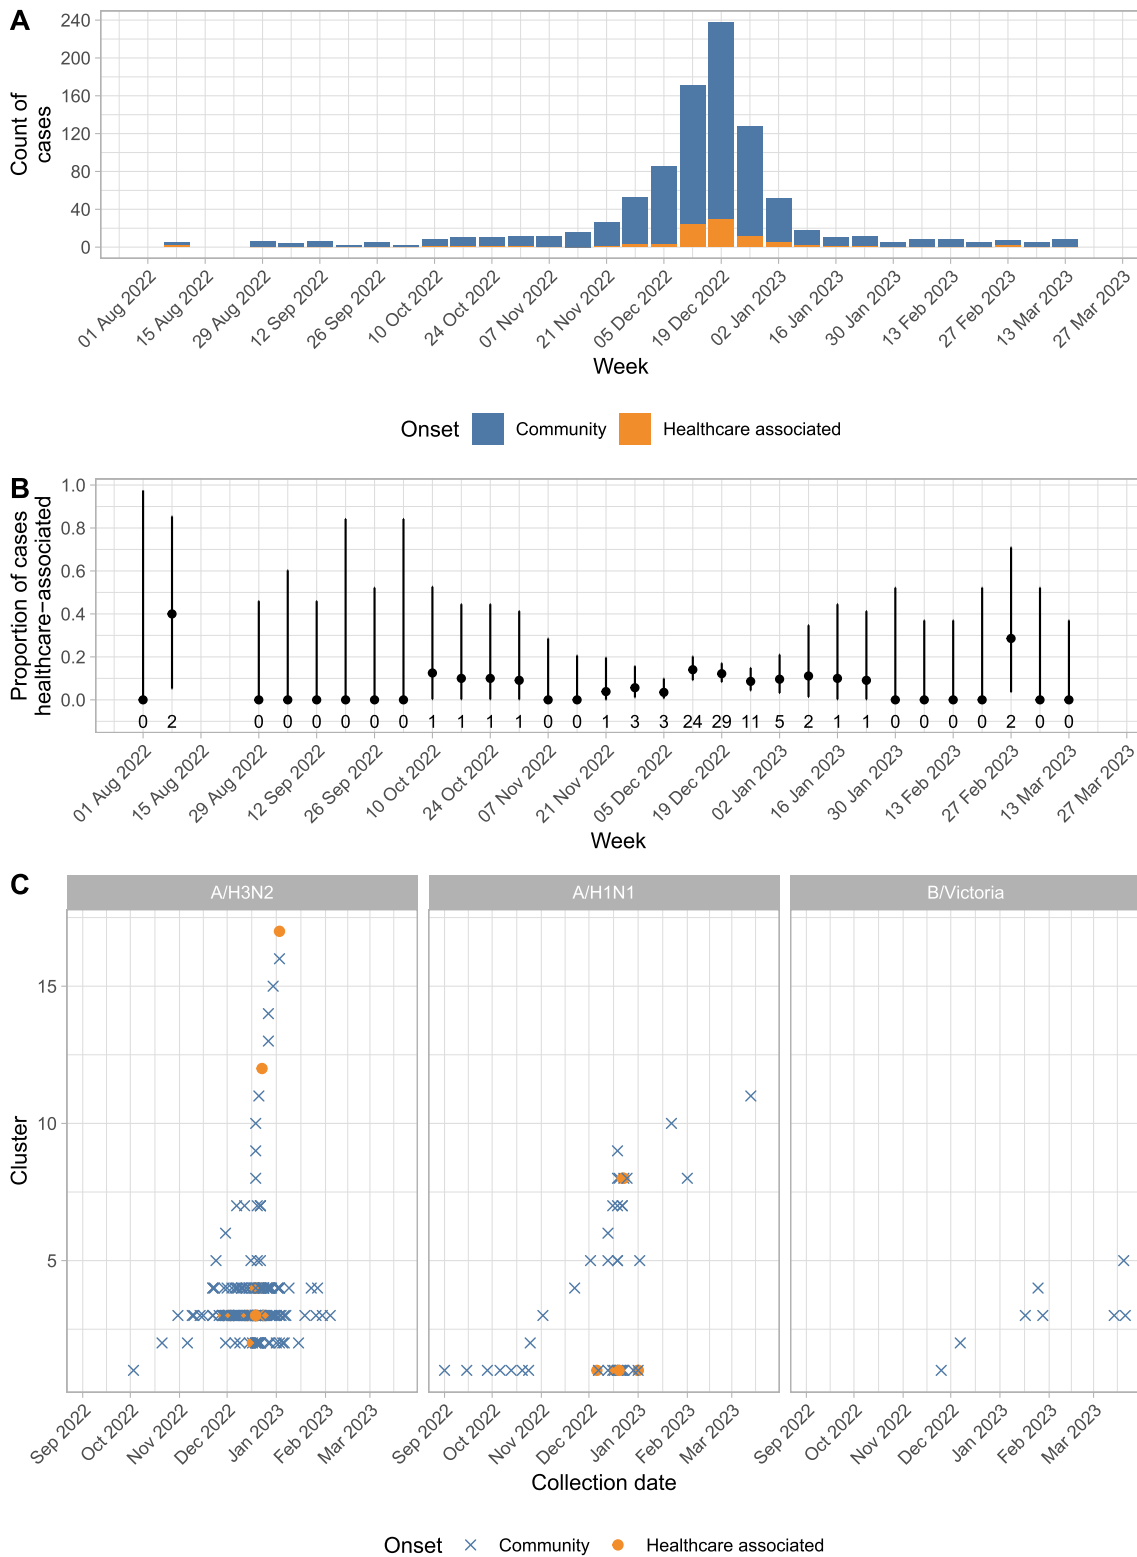 A
Count of
cases
240
200
160
120
80
40
0
01 Aug 2022
15 Aug 2022
29 Aug 2022
12 Sep 2022
26 Sep 2022
10 Oct 2022
24 Oct 2022
07 Nov 2022
21 Nov 2022
05 Dec 2022
19 Dec 2022
02 Jan 2023
16 Jan 2023
30 Jan 2023
13 Feb 2023
27 Feb 2023
13 Mar 2023
27 Mar 2023
Week
Onset Community Healthcare associated
B
Proportion of cases
healthcare−associated
1.0
0.8
0.6
0.4
0.2
0.0
0 2 0 0 0 0 0 0 1 1 1 1 0 0 1 3 3 24 29 11 5 2 1 1 0 0 0 0 2 0 0
01 Aug 2022
15 Aug 2022
29 Aug 2022
12 Sep 2022
26 Sep 2022
10 Oct 2022
24 Oct 2022
07 Nov 2022
21 Nov 2022
05 Dec 2022
19 Dec 2022
02 Jan 2023
16 Jan 2023
30 Jan 2023
13 Feb 2023
27 Feb 2023
13 Mar 2023
27 Mar 2023
Week
C
A/H3N2
A/H1N1
B/Victoria
Cluster
15
10
5
Sep 2022
Oct 2022
Nov 2022
Dec 2022
Jan 2023
Feb 2023
Mar 2023
Sep 2022
Oct 2022
Nov 2022
Dec 2022
Jan 2023
Feb 2023
Mar 2023
Sep 2022
Oct 2022
Nov 2022
Dec 2022
Jan 2023
Feb 2023
Mar 2023
Collection date
Onset Community Healthcare associated